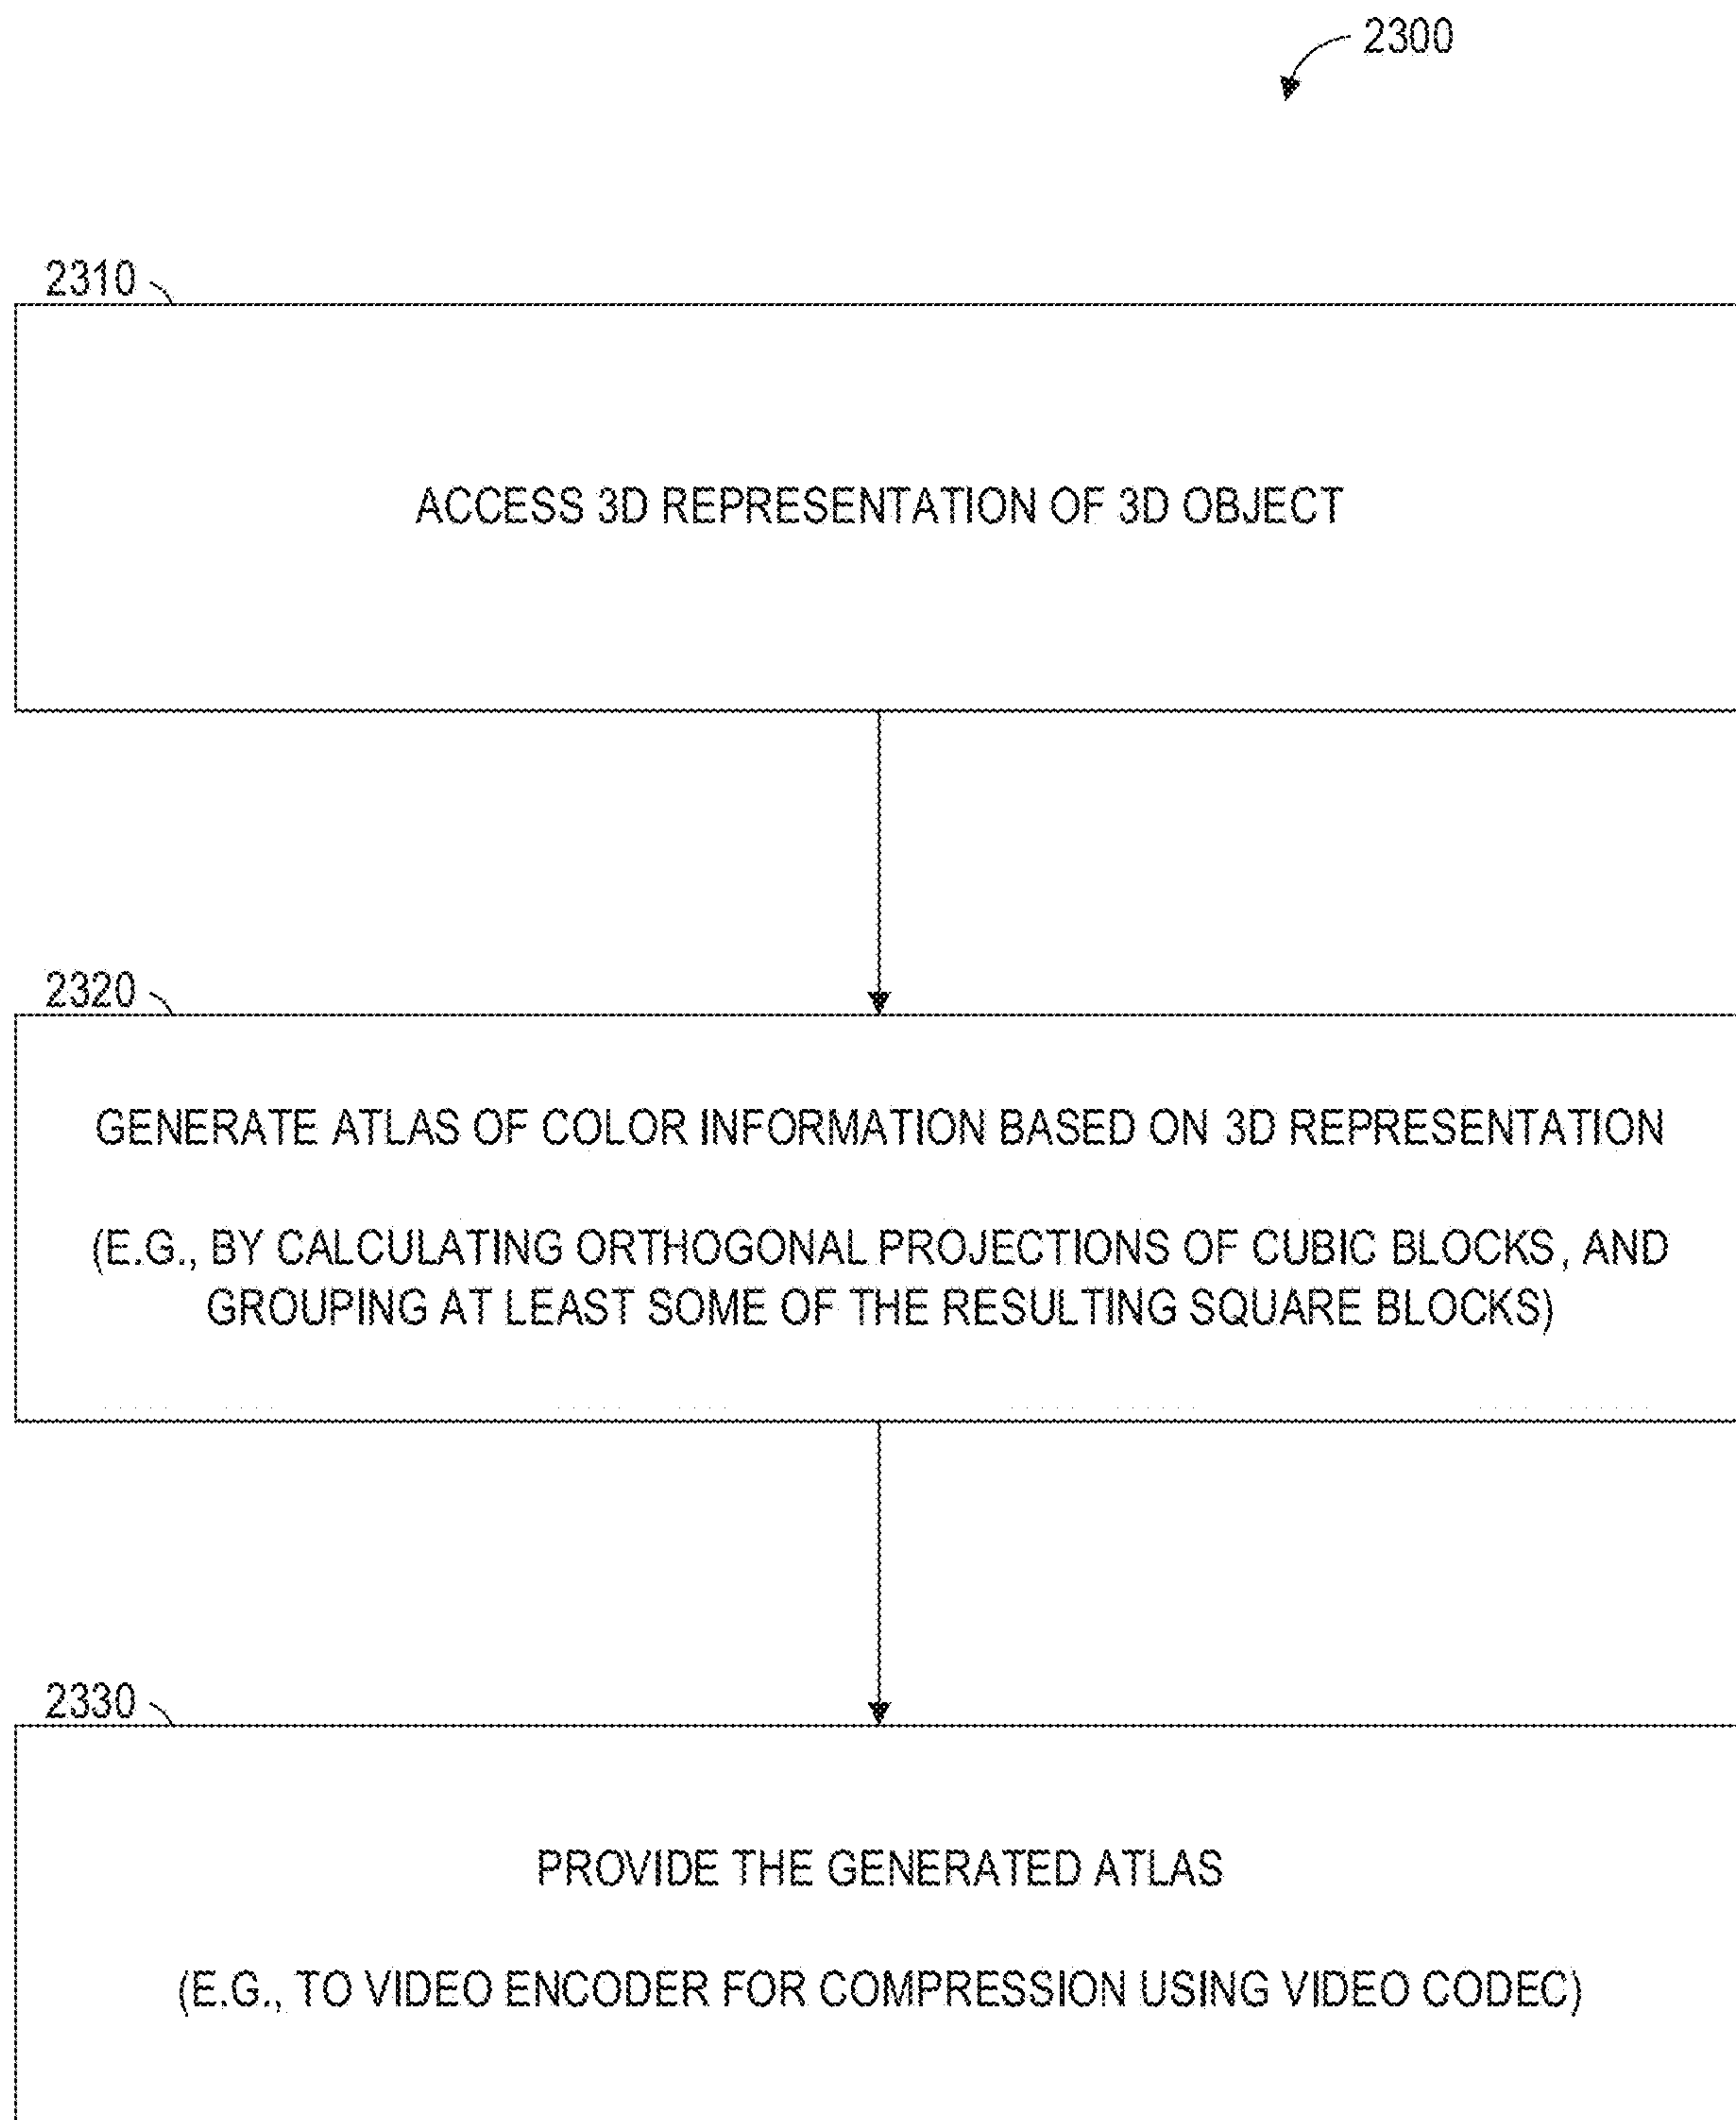 2300
2310
ACCESS 3D REPRESENTATION OF 3D OBJECT
2320
GENERATE ATLAS OF COLOR INFORMATION BASED ON 3D REPRESENTATION
(E.G., BY CALCULATING ORTHOGONAL PROJECTIONS OF CUBIC BLOCKS, AND
GROUPING AT LEAST SOME OF THE RESULTING SQUARE BLOCKS)
2330
PROVIDE THE GENERATED ATLAS
(E.G., TO VIDEO ENCODER FOR COMPRESSION USING VIDEO CODEC)